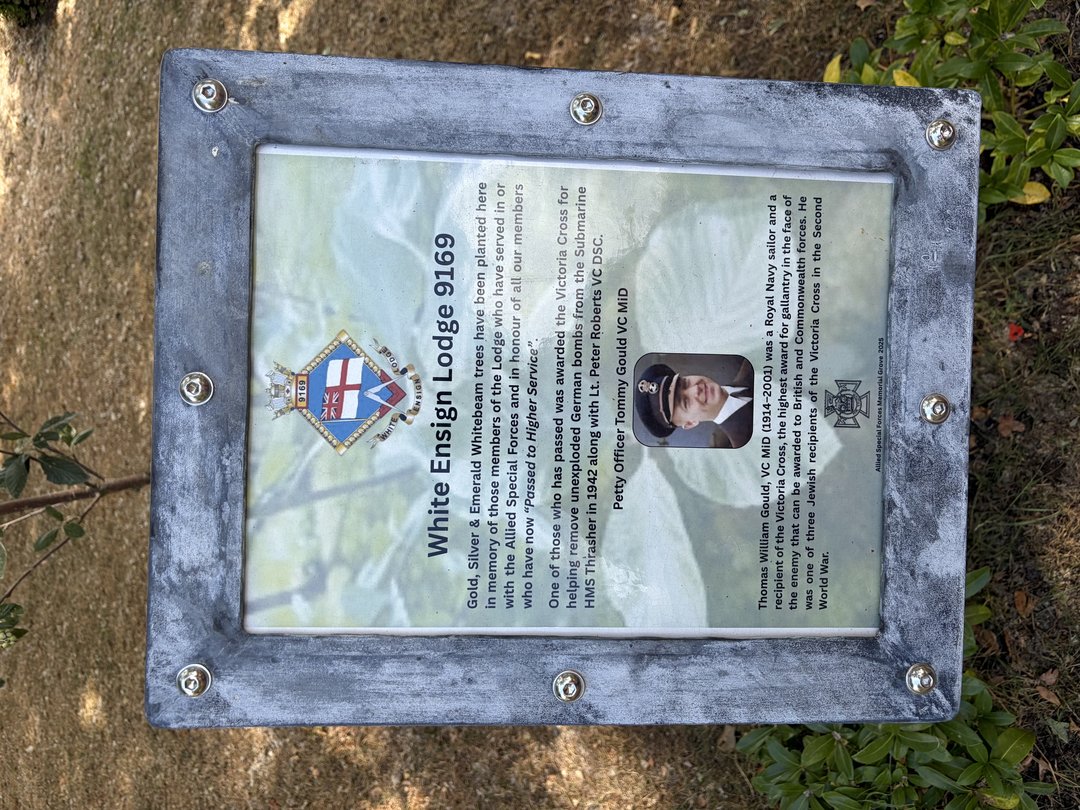 9169
WHITE ENSIGN LODGE
White Ensign Lodge 9169
Gold, Silver & Emerald Whitebeam trees have been planted here
in memory of those members of the Lodge who have served in or
with the Allied Special Forces and in honour of all our members
who have now “Passed to Higher Service”.
One of those who has passed was awarded the Victoria Cross for
helping remove unexploded German bombs from the Submarine
HMS Thrasher in 1942 along with Lt. Peter Roberts VC DSC.
Petty Officer Tommy Gould VC MiD
Thomas William Gould, VC MiD (1914–2001) was a Royal Navy sailor and a
recipient of the Victoria Cross, the highest award for gallantry in the face of
the enemy that can be awarded to British and Commonwealth forces. He
was one of three Jewish recipients of the Victoria Cross in the Second
World War.
Allied Special Forces Memorial Grove 2025